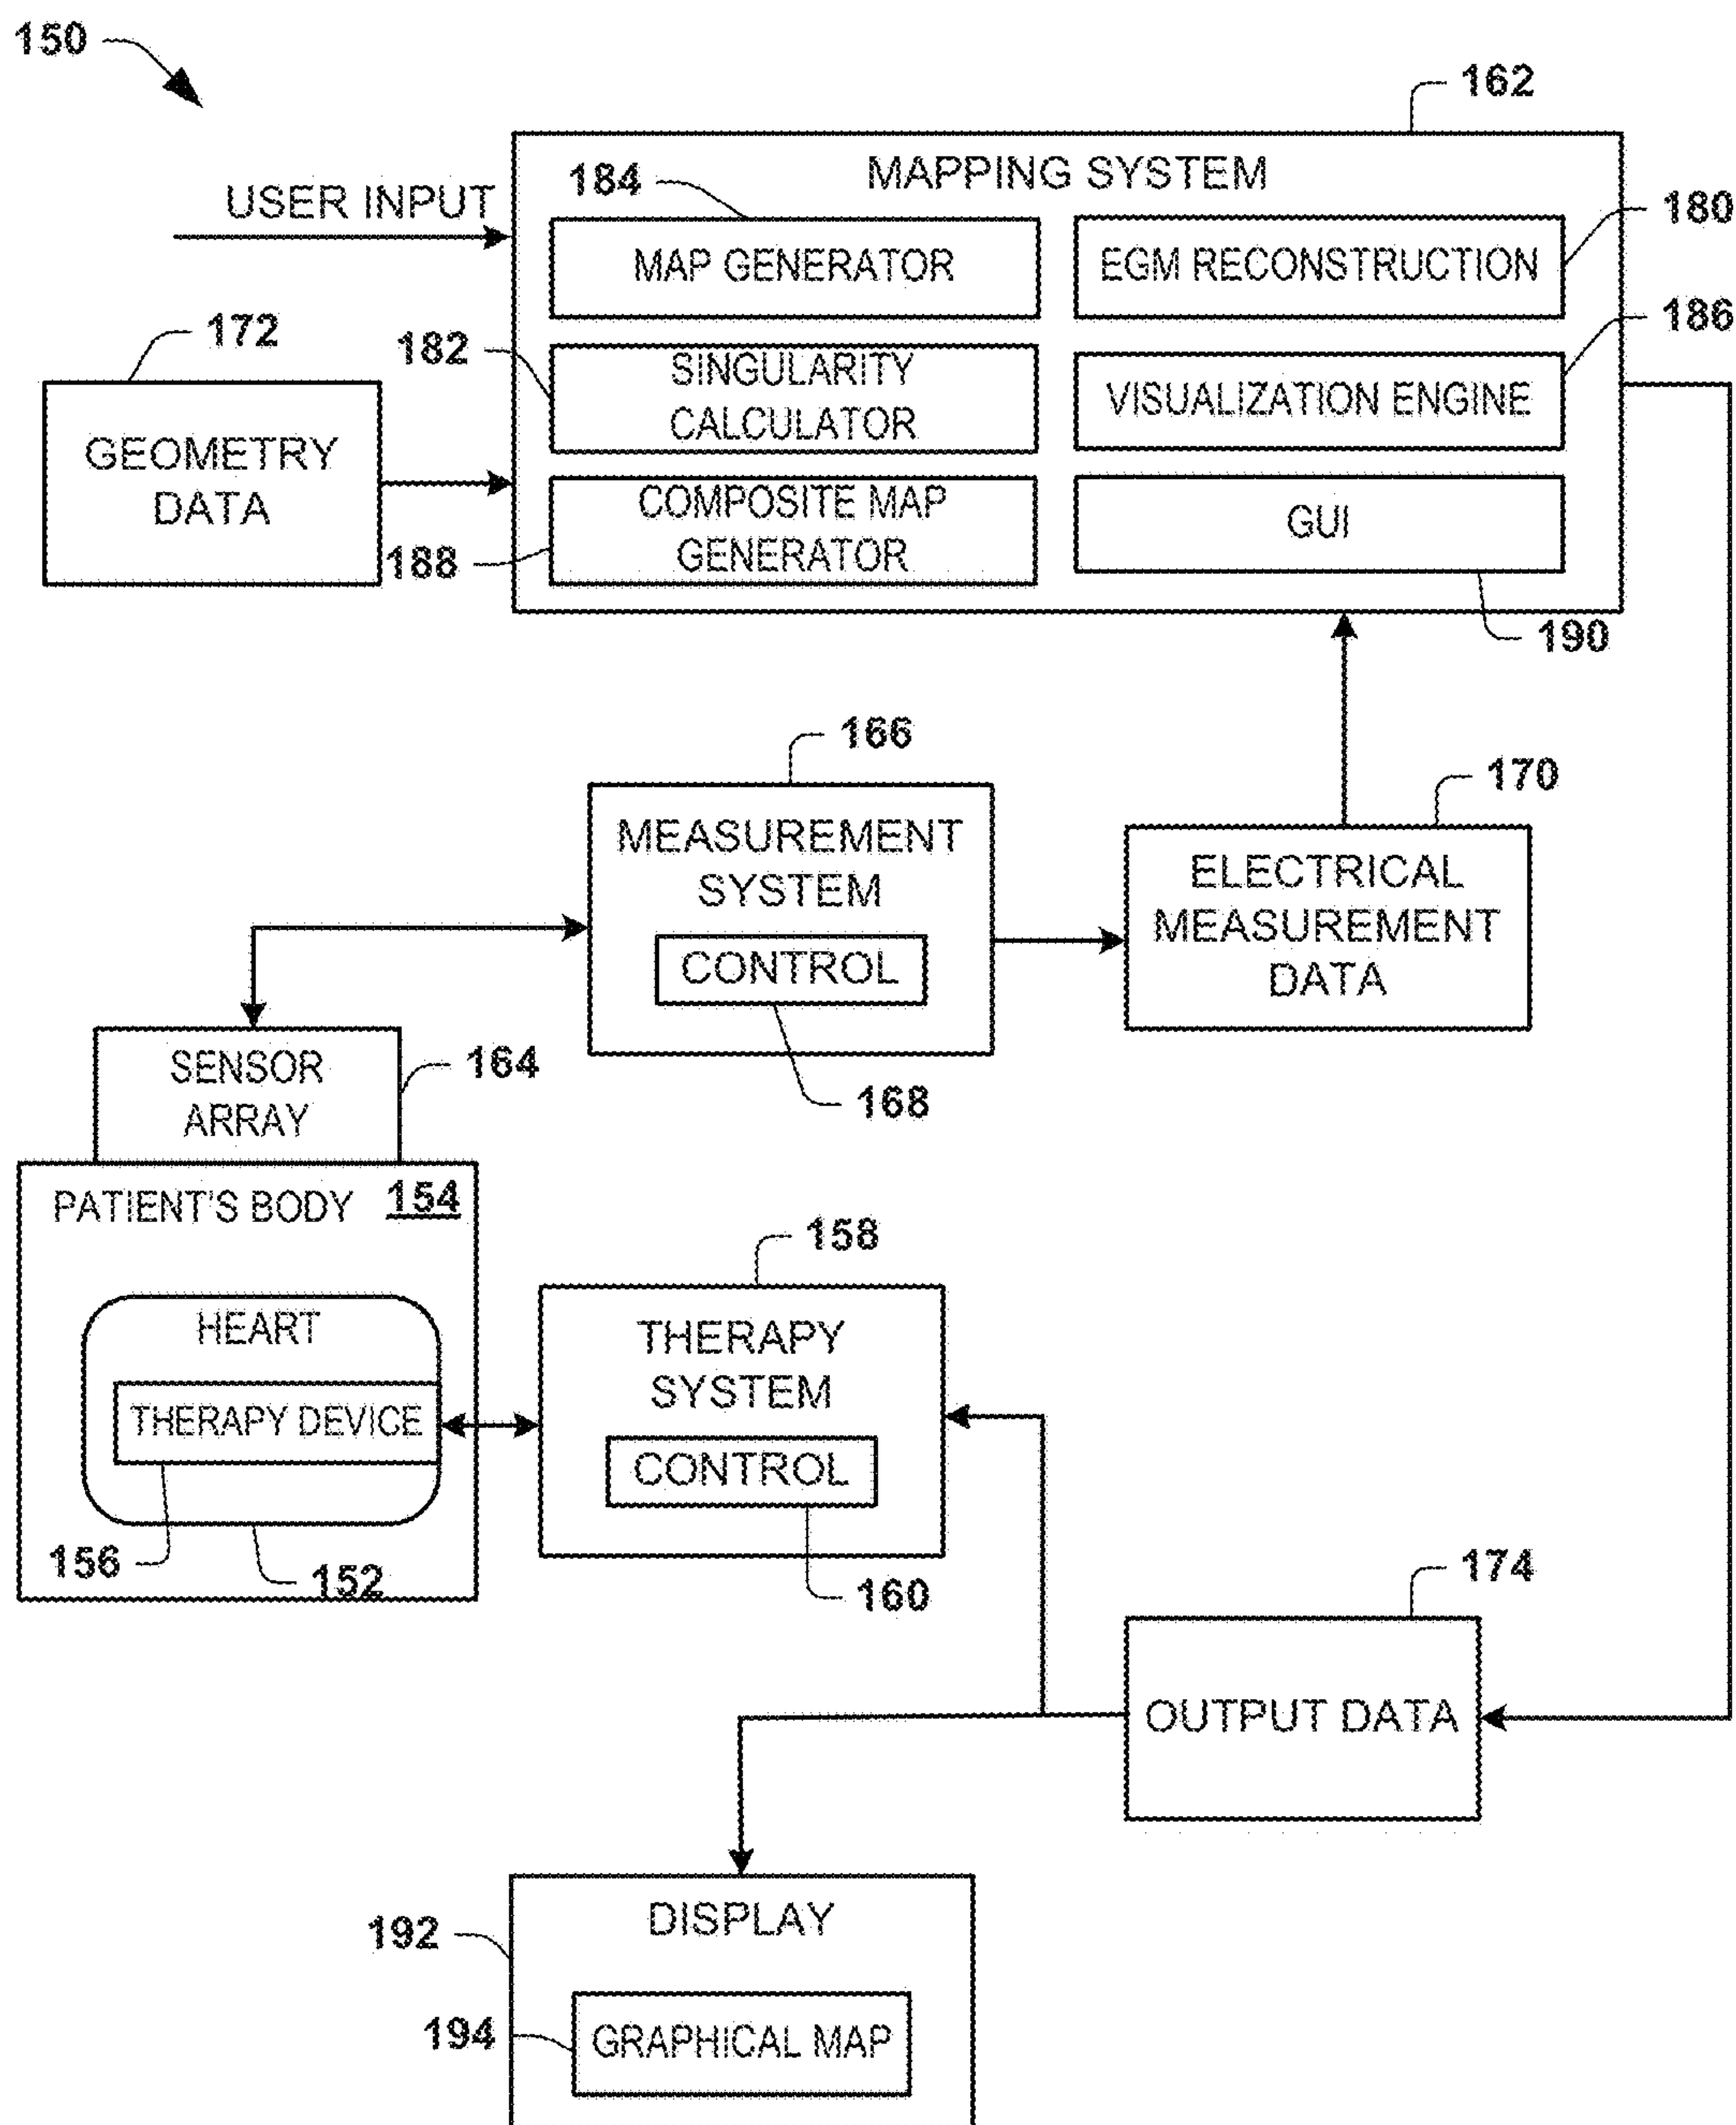 150
162
MAPPING SYSTEM
184
USER INPUT
180
MAP GENERATOR
EGM RECONSTRUCTION
186
172
182
SINGULARITY
CALCULATOR
VISUALIZATION ENGINE
GEOMETRY
DATA
COMPOSITE MAP
GENERATOR
GUI
188
190
166
170
MEASUREMENT
SYSTEM
CONTROL
ELECTRICAL
MEASUREMENT
DATA
SENSOR
ARRAY
164
168
PATIENT'S BODY 154
158
HEART
THERAPY
SYSTEM
THERAPY DEVICE
CONTROL
156
152
160
174
OUTPUT DATA
192
DISPLAY
194
GRAPHICAL MAP